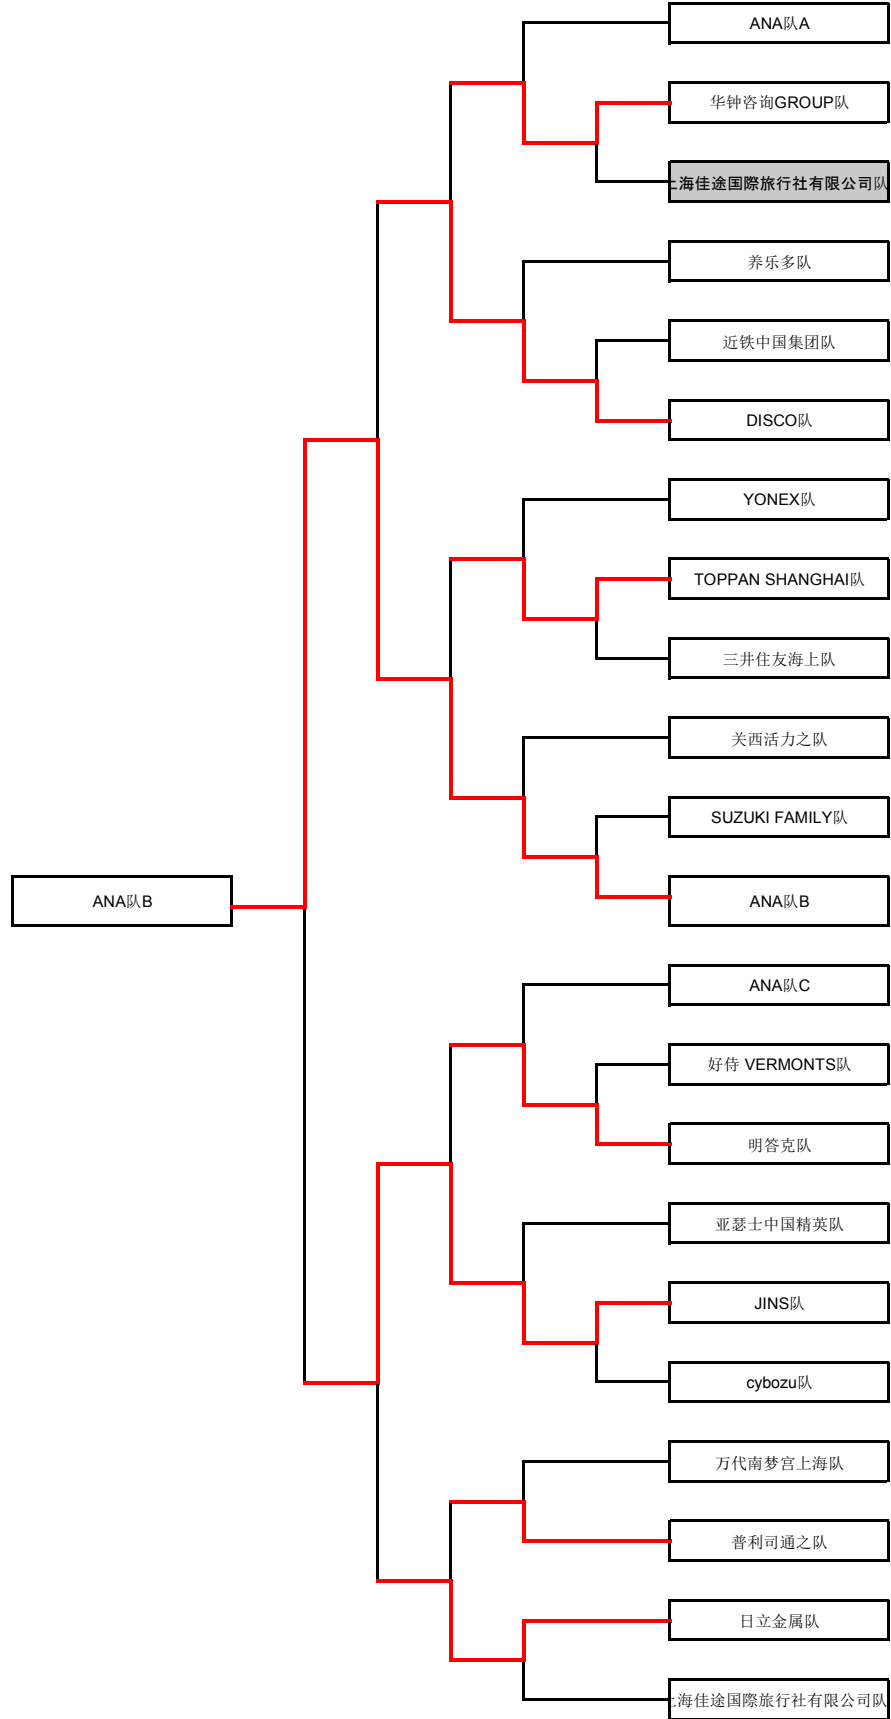 ANA队A
华钟咨询GROUP队
上海佳途国際旅行社有限公司队
养乐多队
近铁中国集团队
DISCO队
YONEX队
TOPPAN SHANGHAI队
三井住友海上队
关西活力之队
SUZUKI FAMILY队
ANA队B
ANA队B
ANA队C
好侍 VERMONTS队
明答克队
亚瑟士中国精英队
JINS队
cybozu队
万代南梦宫上海队
普利司通之队
日立金属队
上海佳途国際旅行社有限公司队